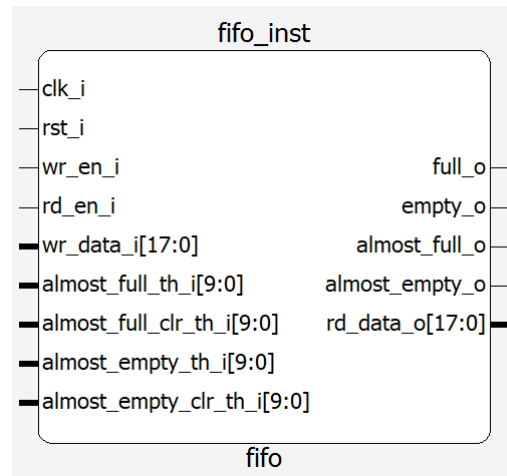 fifo_inst
clk_i
rst_i
wr_en_i
rd_en_i
wr_data_i[17:0]
almost_full_th_i[9:0]
almost_full_clr_th_i[9:0]
almost_empty_th_i[9:0]
almost_empty_clr_th_i[9:0]
full_o
empty_o
almost_full_o
almost_empty_o
rd_data_o[17:0]
fifo